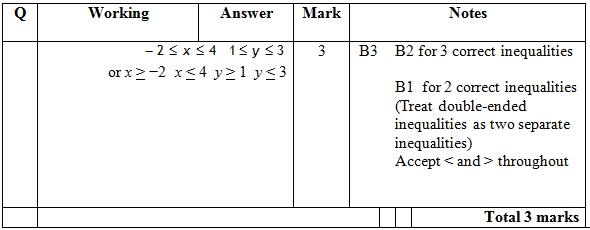 Q Working Answer Mark Notes
– 2 ≤ x ≤ 4 1 ≤ y ≤ 3 3 B3 B2 for 3 correct inequalities
or x ≥ −2 x ≤ 4 y ≥ 1 y ≤ 3
B1 for 2 correct inequalities
(Treat double-ended
inequalities as two separate
inequalities)
Accept < and > throughout
Total 3 marks